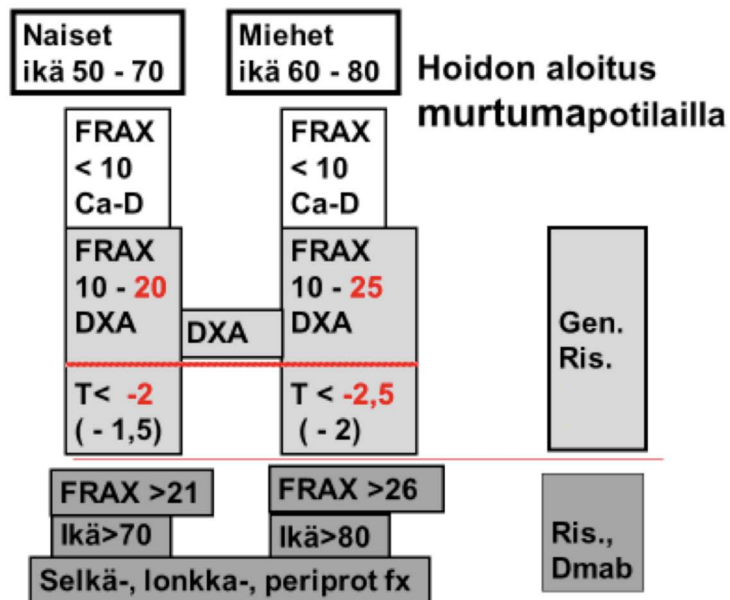 Naiset
ikä 50 - 70
Miehet
ikä 60 - 80
Hoidon aloitus
murtumapotilailla
FRAX
< 10
Ca-D
FRAX
< 10
Ca-D
FRAX
10 - 20
DXA
DXA
FRAX
10 - 25
DXA
Gen.
Ris.
T< -2
( - 1,5)
T < -2,5
( - 2)
FRAX >21
FRAX >26
Ikä>70
Ikä>80
Ris.,
Dmab
Selkä-, lonkka-, periprot fx